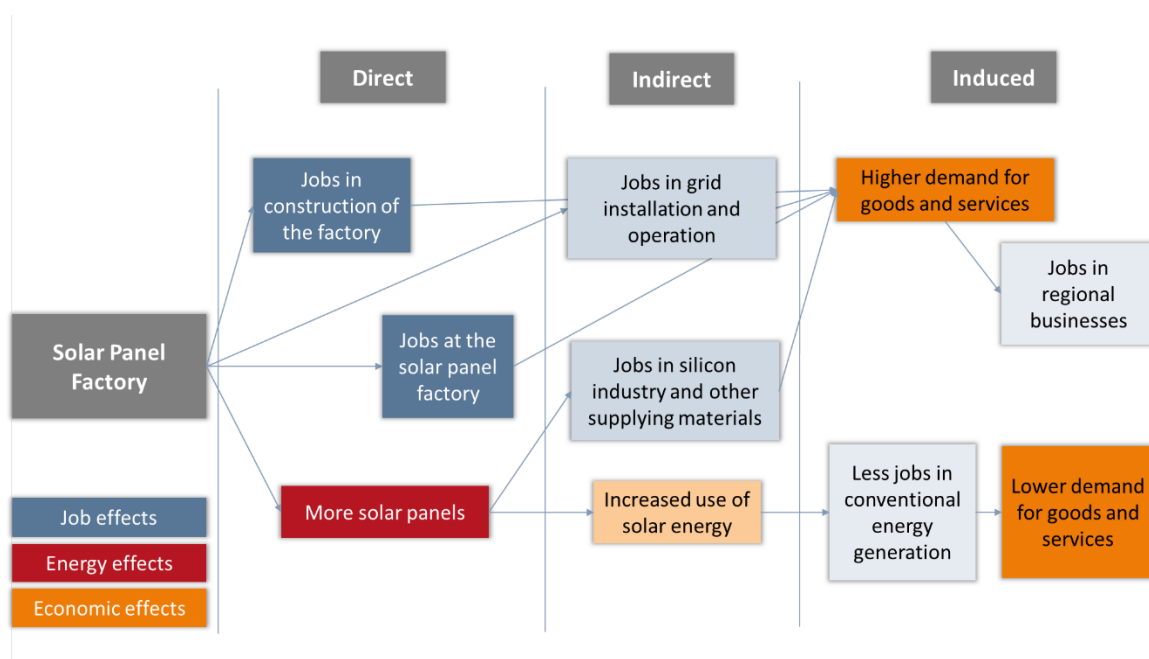 Direct
Indirect
Induced
Jobs in
construction of
the factory
Jobs in grid
installation and
operation
Higher demand for
goods and services
Jobs in
regional
businesses
Solar Panel
Factory
Jobs at the
solar panel
factory
Jobs in silicon
industry and other
supplying materials
More solar panels
Increased use of
solar energy
Less jobs in
conventional
energy
generation
Lower demand
for goods and
services
Job effects
Energy effects
Economic effects